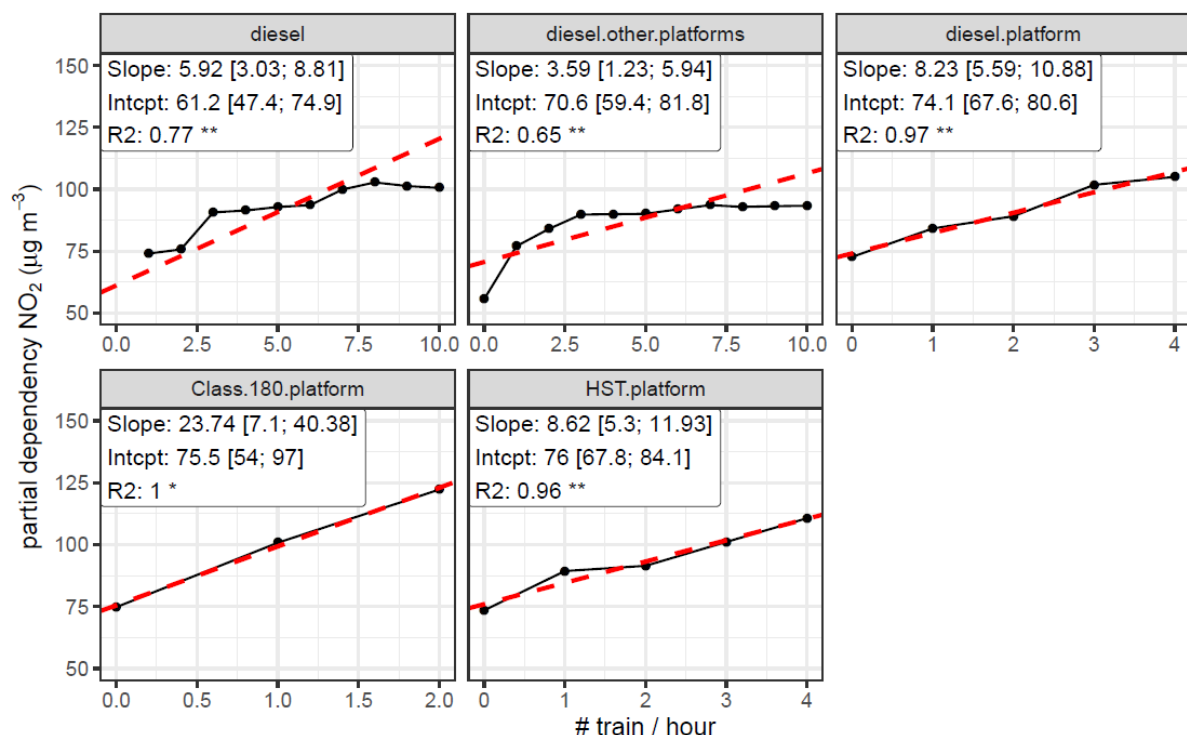 diesel
Slope: 5.92 [3.03; 8.81]
Intcpt: 61.2 [47.4; 74.9]
R2: 0.77 **
diesel.other.platforms
Slope: 3.59 [1.23; 5.94]
Intcpt: 70.6 [59.4; 81.8]
R2: 0.65 **
diesel.platform
Slope: 8.23 [5.59; 10.88]
Intcpt: 74.1 [67.6; 80.6]
R2: 0.97 **
150
125
100
75
50
0.0 2.5 5.0 7.5 10.0
0.0 2.5 5.0 7.5 10.0
0 1 2 3 4
Class.180.platform
Slope: 23.74 [7.1; 40.38]
Intcpt: 75.5 [54; 97]
R2: 1 *
HST.platform
Slope: 8.62 [5.3; 11.93]
Intcpt: 76 [67.8; 84.1]
R2: 0.96 **
150
125
100
75
50
0.0 0.5 1.0 1.5 2.0
0 1 2 3 4
partial dependency NO₂ (μg m⁻³)
# train / hour